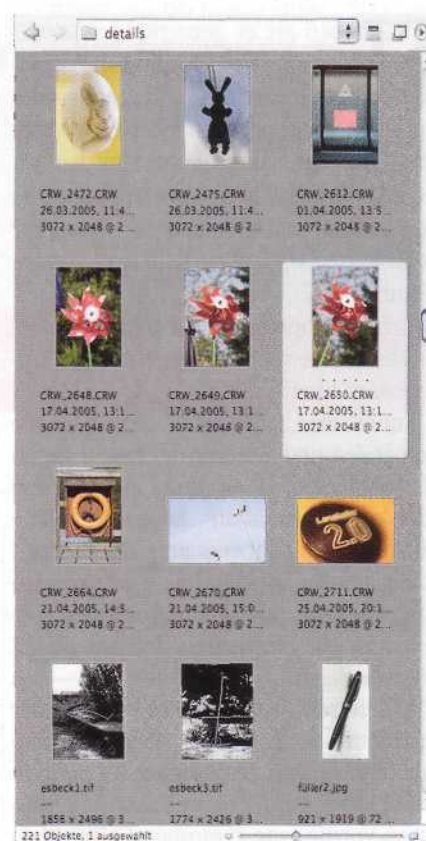 details
CRW_2472.CRW
26.03.2005, 11:4...
3072 x 2048 @ 2...
CRW_2475.CRW
26.03.2005, 11:4...
3072 x 2048 @ 2...
CRW_2612.CRW
01.04.2005, 13:5...
3072 x 2048 @ 2...
CRW_2648.CRW
17.04.2005, 13:1...
3072 x 2048 @ 2...
CRW_2649.CRW
17.04.2005, 13:1...
3072 x 2048 @ 2...
CRW_2650.CRW
17.04.2005, 13:1...
3072 x 2048 @ 2...
CRW_2664.CRW
21.04.2005, 14:5...
3072 x 2048 @ 2...
CRW_2670.CRW
21.04.2005, 15:0...
3072 x 2048 @ 2...
2.0
CRW_2711.CRW
25.04.2005, 20:1...
3072 x 2048 @ 2...
esbeck1.tif
---
1858 x 2496 @ 3...
esbeck3.tif
---
1774 x 2426 @ 3...
füller2.jpg
---
921 x 1919 @ 72 ...
221 Objekte, 1 ausgewählt